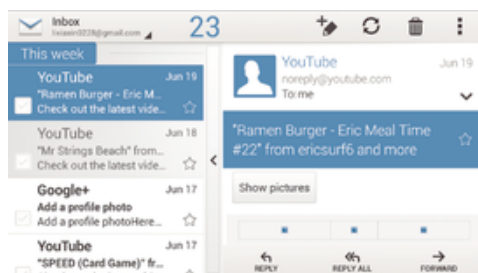 Inbox
23
This week
YouTube
Jun 19
"Ramen Burger - Eric M...
Check out the latest vide...
YouTube
Jun 18
"Mr Strings Beach" from...
Check out the latest vide...
Google+
Jun 17
Add a profile photo
Add a profile photoHere...
YouTube
Jun 17
"SPEED (Card Game)" fr...
YouTube
Jun 19
noreply@youtube.com
To: me
"Ramen Burger - Eric Meal Time
#22" from ericsurf6 and more
Show pictures
REPLY
REPLY ALL
FORWARD